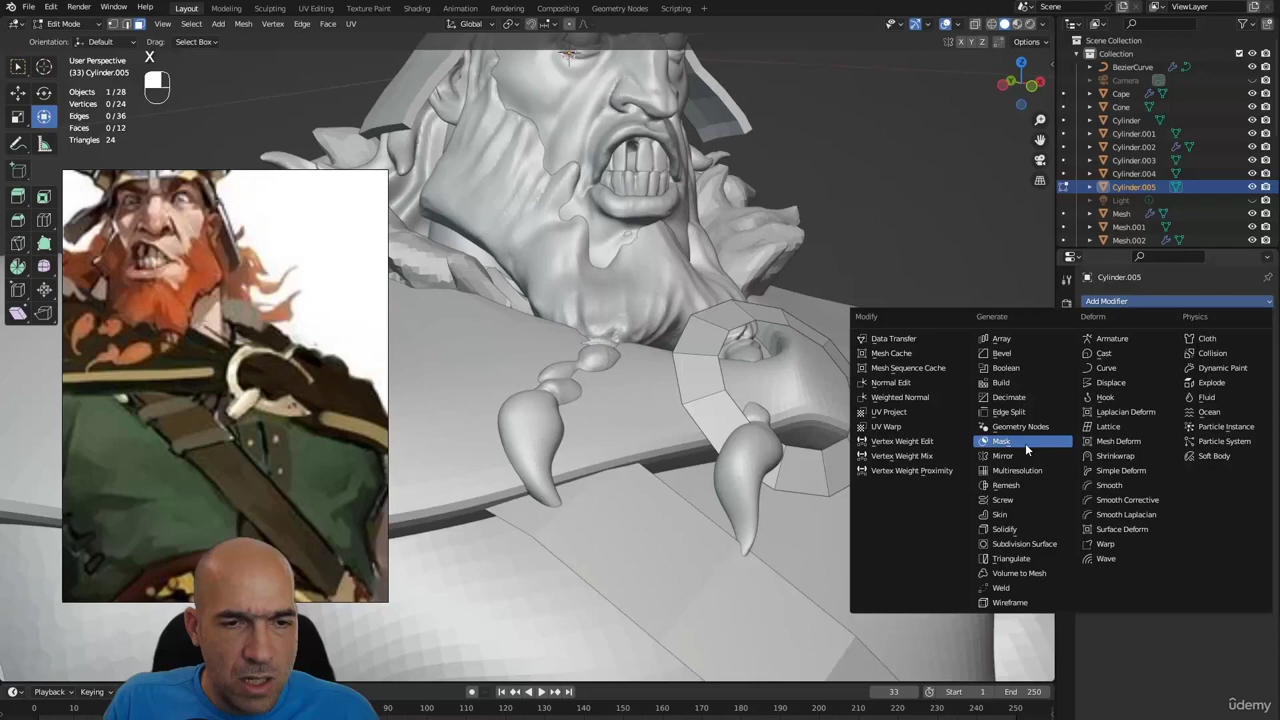 File Edit Render Window Help Layout Modeling Sculpting UV Editing Texture Paint Shading Animation Rendering Compositing Geometry Nodes Scripting Scene ViewLayer
Edit Mode View Select Add Mesh Vertex Edge Face UV Global
Orientation: Default Drag: Select Box X Y Z Options Scene Collection
X
User Perspective
(33) Cylinder.005
Objects 1/28
Vertices 0/24
Edges 0/36
Faces 0/12
Triangles 24
Collection
BezierCurve
Camera
Cape
Cone
Cylinder
Cylinder.001
Cylinder.002
Cylinder.003
Cylinder.004
Cylinder.005
Light
Mesh
Mesh.001
Mesh.002
Cylinder.005
Add Modifier
Modify Generate Deform Physics
Data Transfer Array Armature Cloth
Mesh Cache Bevel Cast Collision
Mesh Sequence Cache Boolean Curve Dynamic Paint
Normal Edit Build Displace Explode
Weighted Normal Decimate Hook Fluid
UV Project Edge Split Laplacian Deform Ocean
UV Warp Geometry Nodes Lattice Particle Instance
Vertex Weight Edit Mask Mesh Deform Particle System
Vertex Weight Mix Mirror Shrinkwrap Soft Body
Vertex Weight Proximity Multiresolution Simple Deform
Remesh Smooth
Screw Smooth Corrective
Skin Smooth Laplacian
Solidify Surface Deform
Subdivision Surface Warp
Triangulate Wave
Volume to Mesh
Weld
Wireframe
Playback Keying View Marker 33 Start 1 End 250
0 10 20 30 40 50 60 70 80 90 100 110 120 130 140 150 160 170 180 190 200 210 220 230 240 250
ûdemy